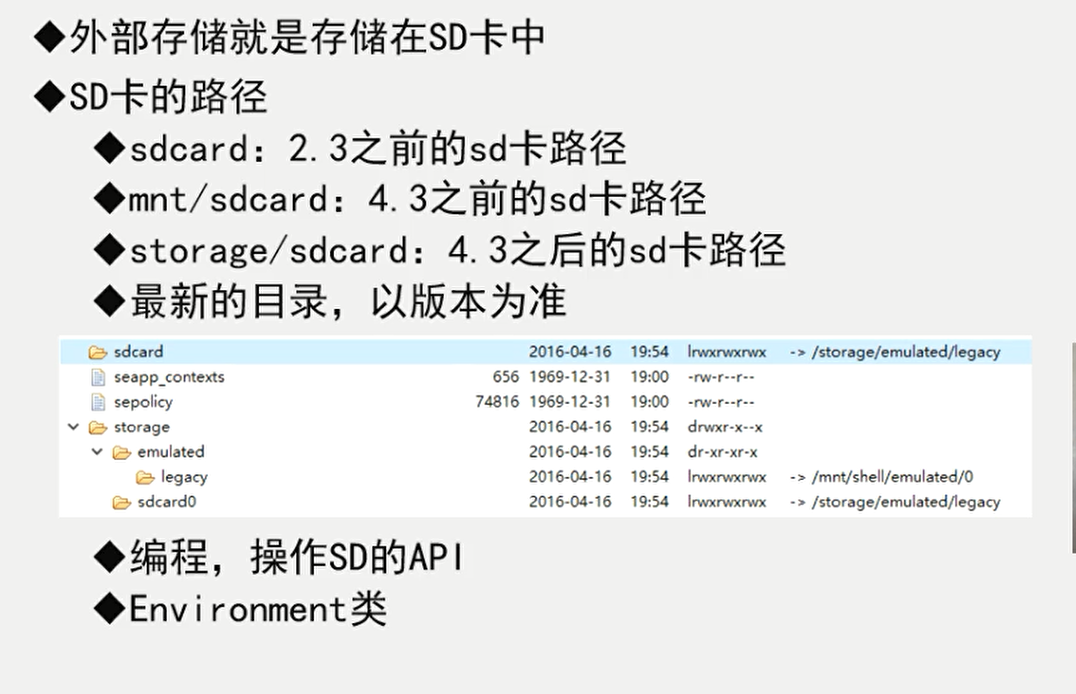 ◆外部存储就是存储在SD卡中
◆SD卡的路径
◆sdcard：2.3之前的sd卡路径
◆mnt/sdcard：4.3之前的sd卡路径
◆storage/sdcard：4.3之后的sd卡路径
◆最新的目录，以版本为准
sdcard 2016-04-16 19:54 lrwxrwxrwx -> /storage/emulated/legacy
seapp_contexts 656 1969-12-31 19:00 -rw-r--r--
sepolicy 74816 1969-12-31 19:00 -rw-r--r--
storage 2016-04-16 19:54 drwxr-x--x
emulated 2016-04-16 19:54 dr-xr-xr-x
legacy 2016-04-16 19:54 lrwxrwxrwx -> /mnt/shell/emulated/0
sdcard0 2016-04-16 19:54 lrwxrwxrwx -> /storage/emulated/legacy
◆编程，操作SD的API
◆Environment类